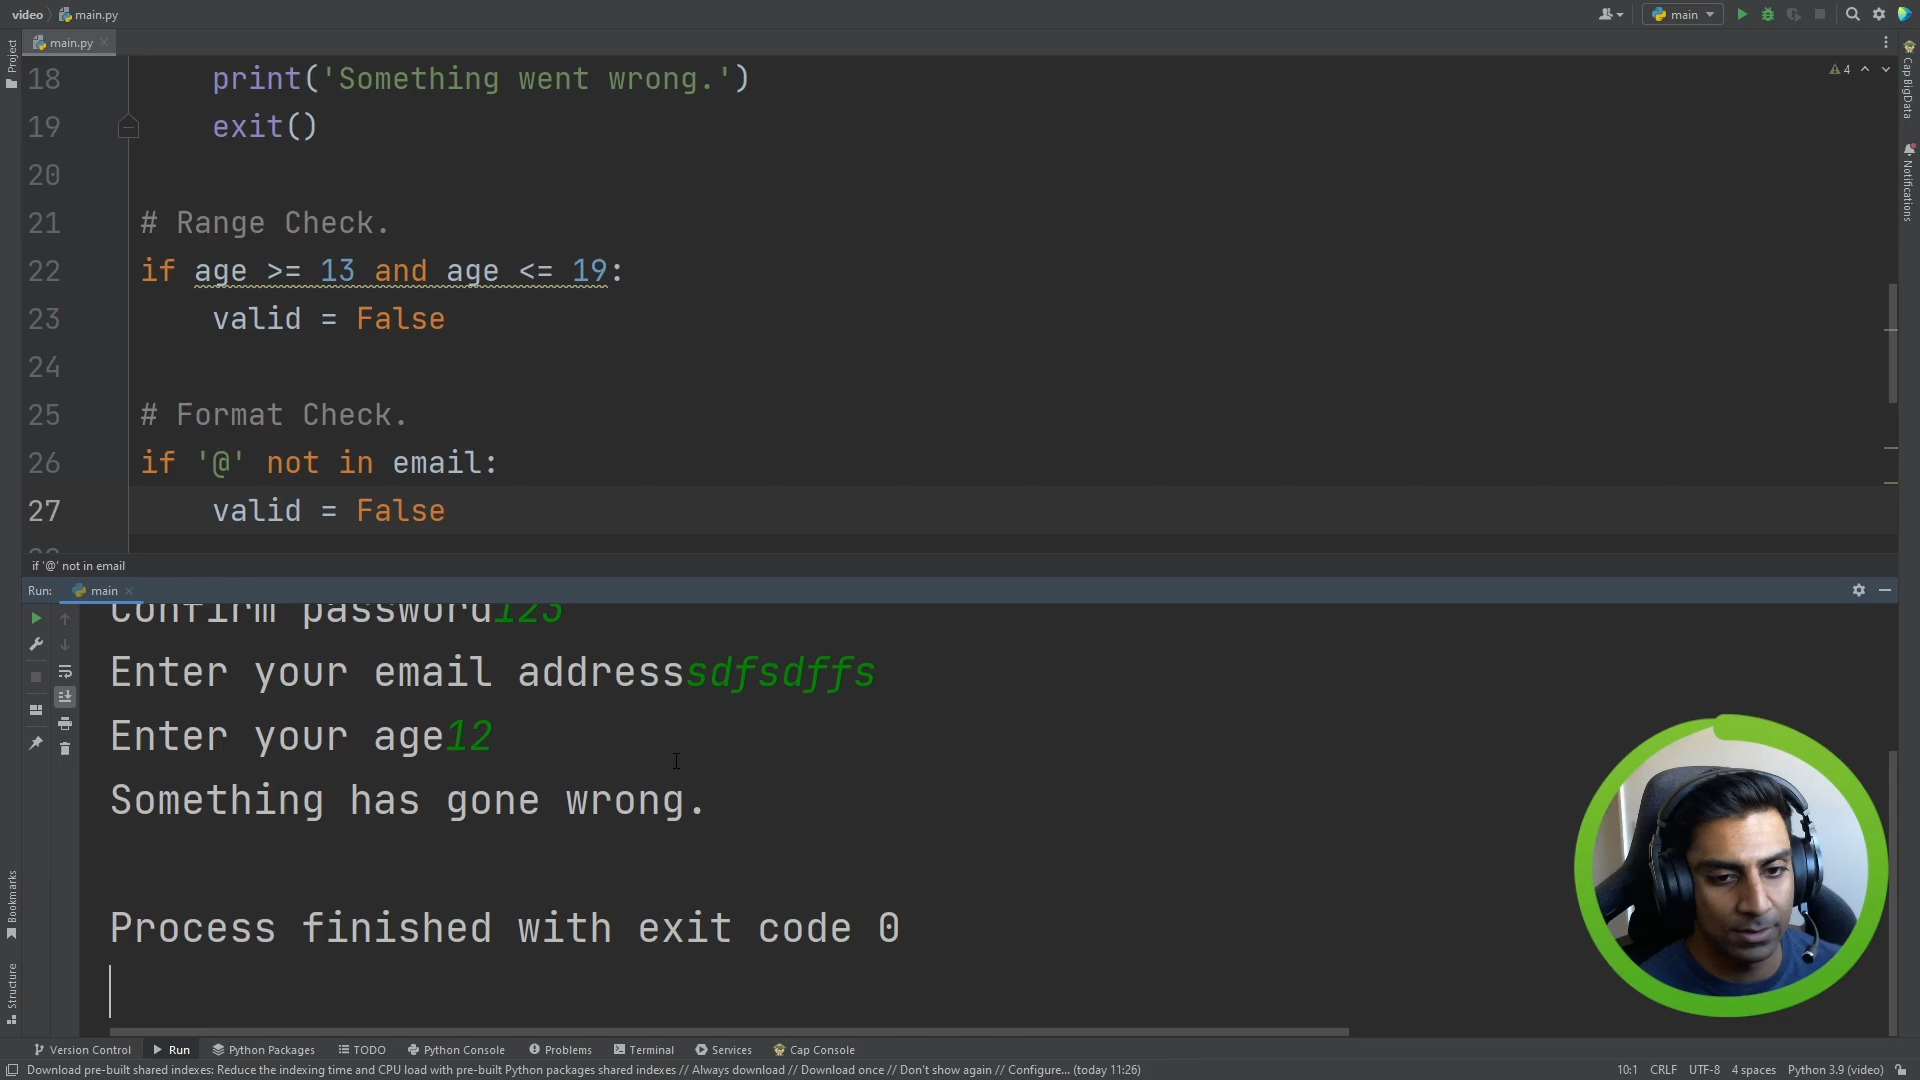 video main.py
main
main.py
Project
Cap BigData
Notifications
4
18 print('Something went wrong.')
19 exit()
20
21 # Range Check.
22 if age >= 13 and age <= 19:
23 valid = False
24
25 # Format Check.
26 if '@' not in email:
27 valid = False
if '@' not in email
Run: main
Confirm password123
Enter your email addresssdfsdffs
Enter your age12
Something has gone wrong.
Process finished with exit code 0
Bookmarks
Structure
Version Control Run Python Packages TODO Python Console Problems Terminal Services Cap Console
Download pre-built shared indexes: Reduce the indexing time and CPU load with pre-built Python packages shared indexes // Always download // Download once // Don't show again // Configure... (today 11:26) 10:1 CRLF UTF-8 4 spaces Python 3.9 (video)